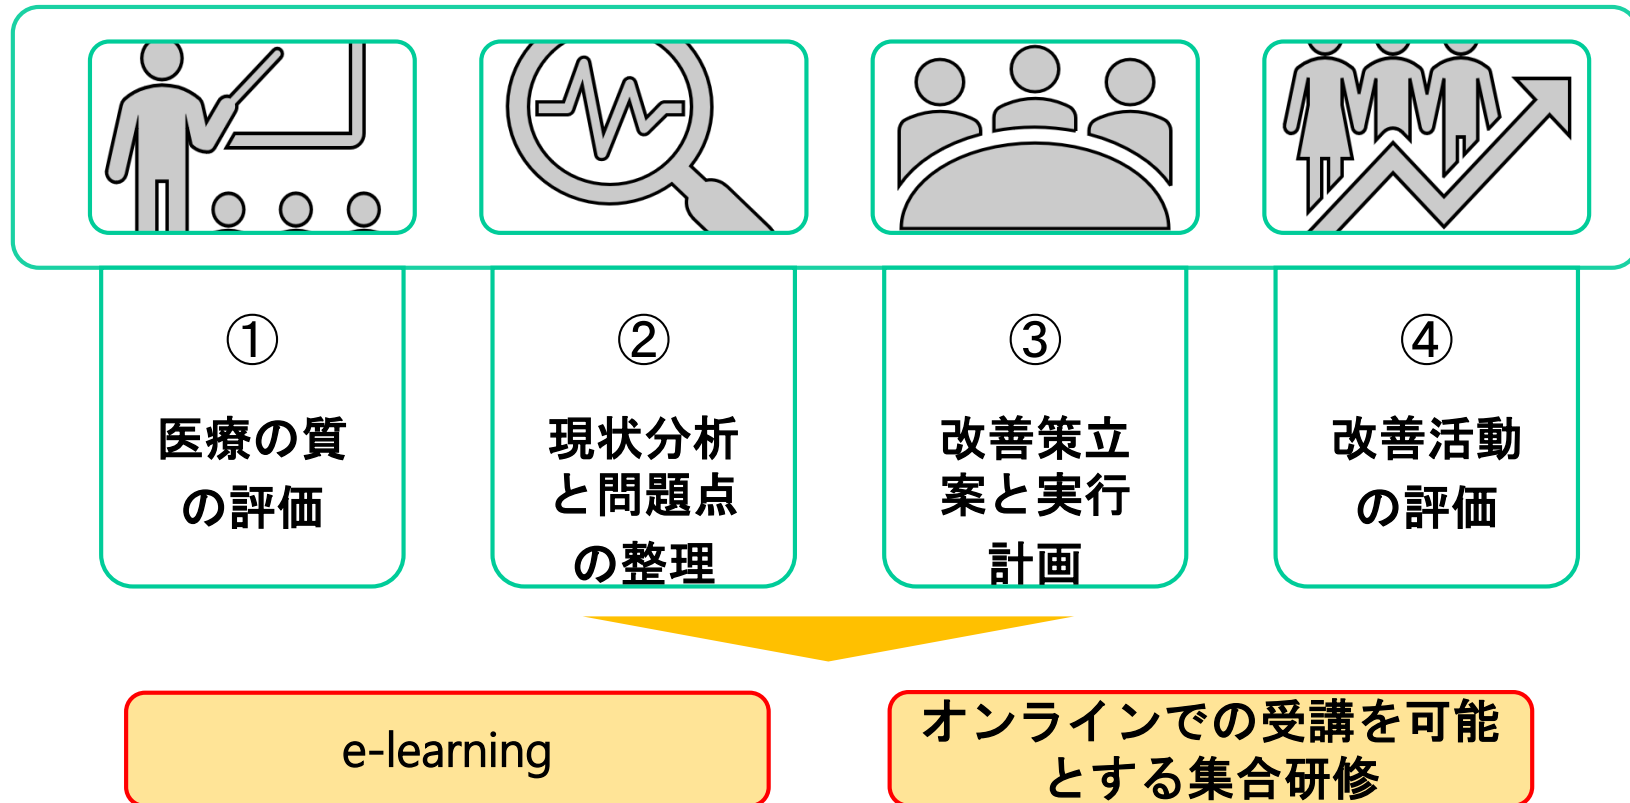 ①
医療の質
の評価
②
現状分析
と問題点
の整理
③
改善策立
案と実行
計画
④
改善活動
の評価
e-learning
オンラインでの受講を可能
とする集合研修